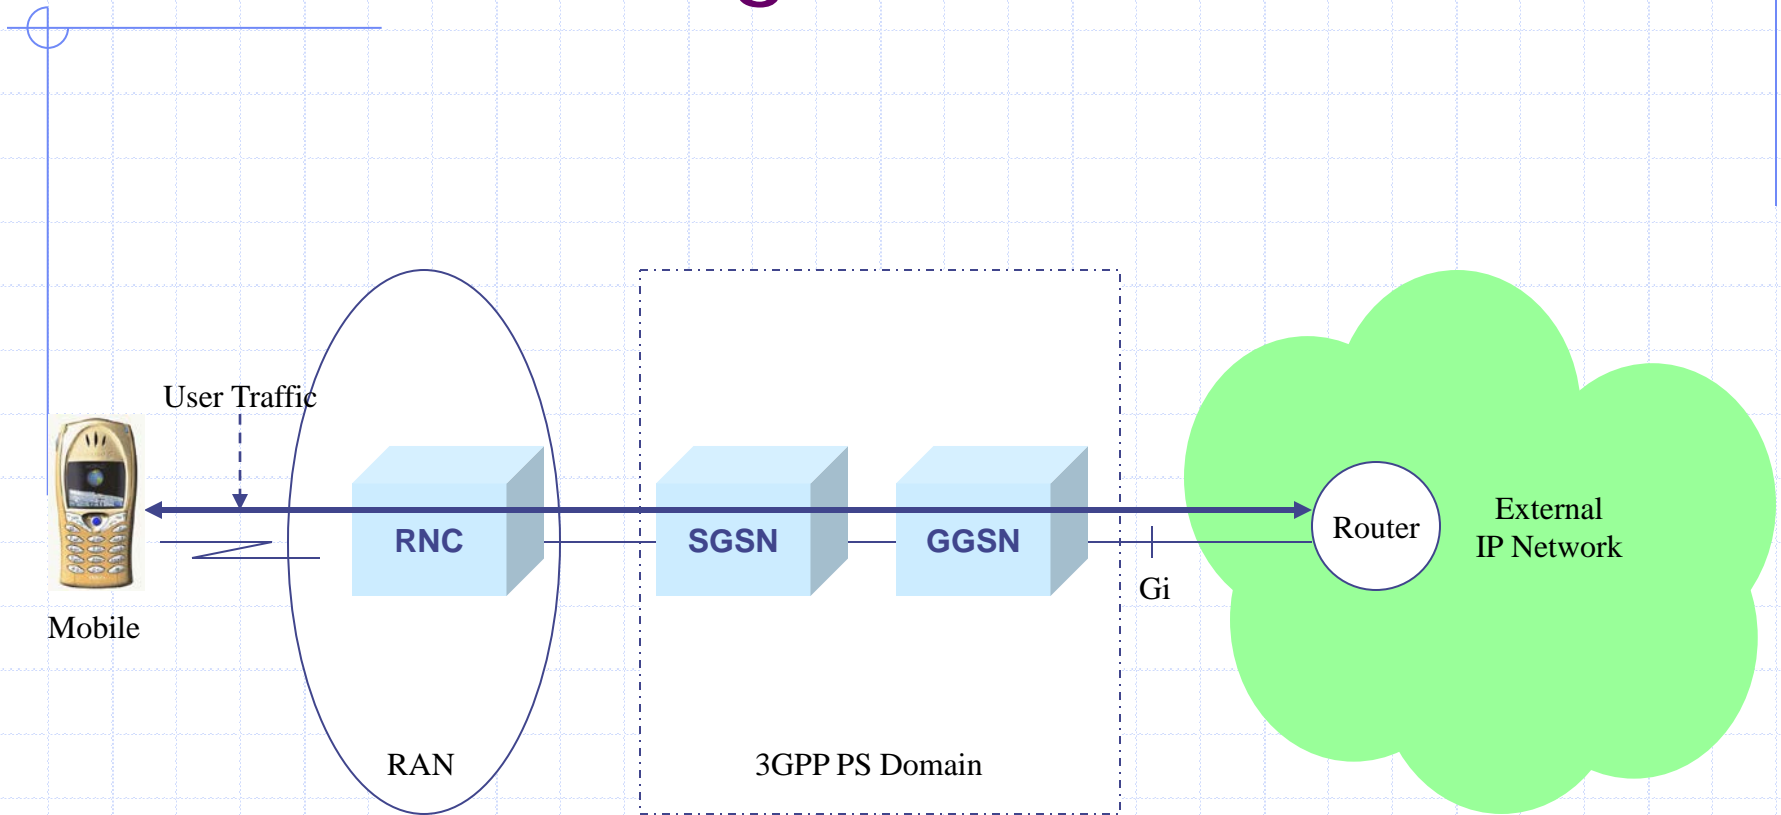 User Traffic
RNC
SGSN
GGSN
Router
External
IP Network
Gi
Mobile
RAN
3GPP PS Domain